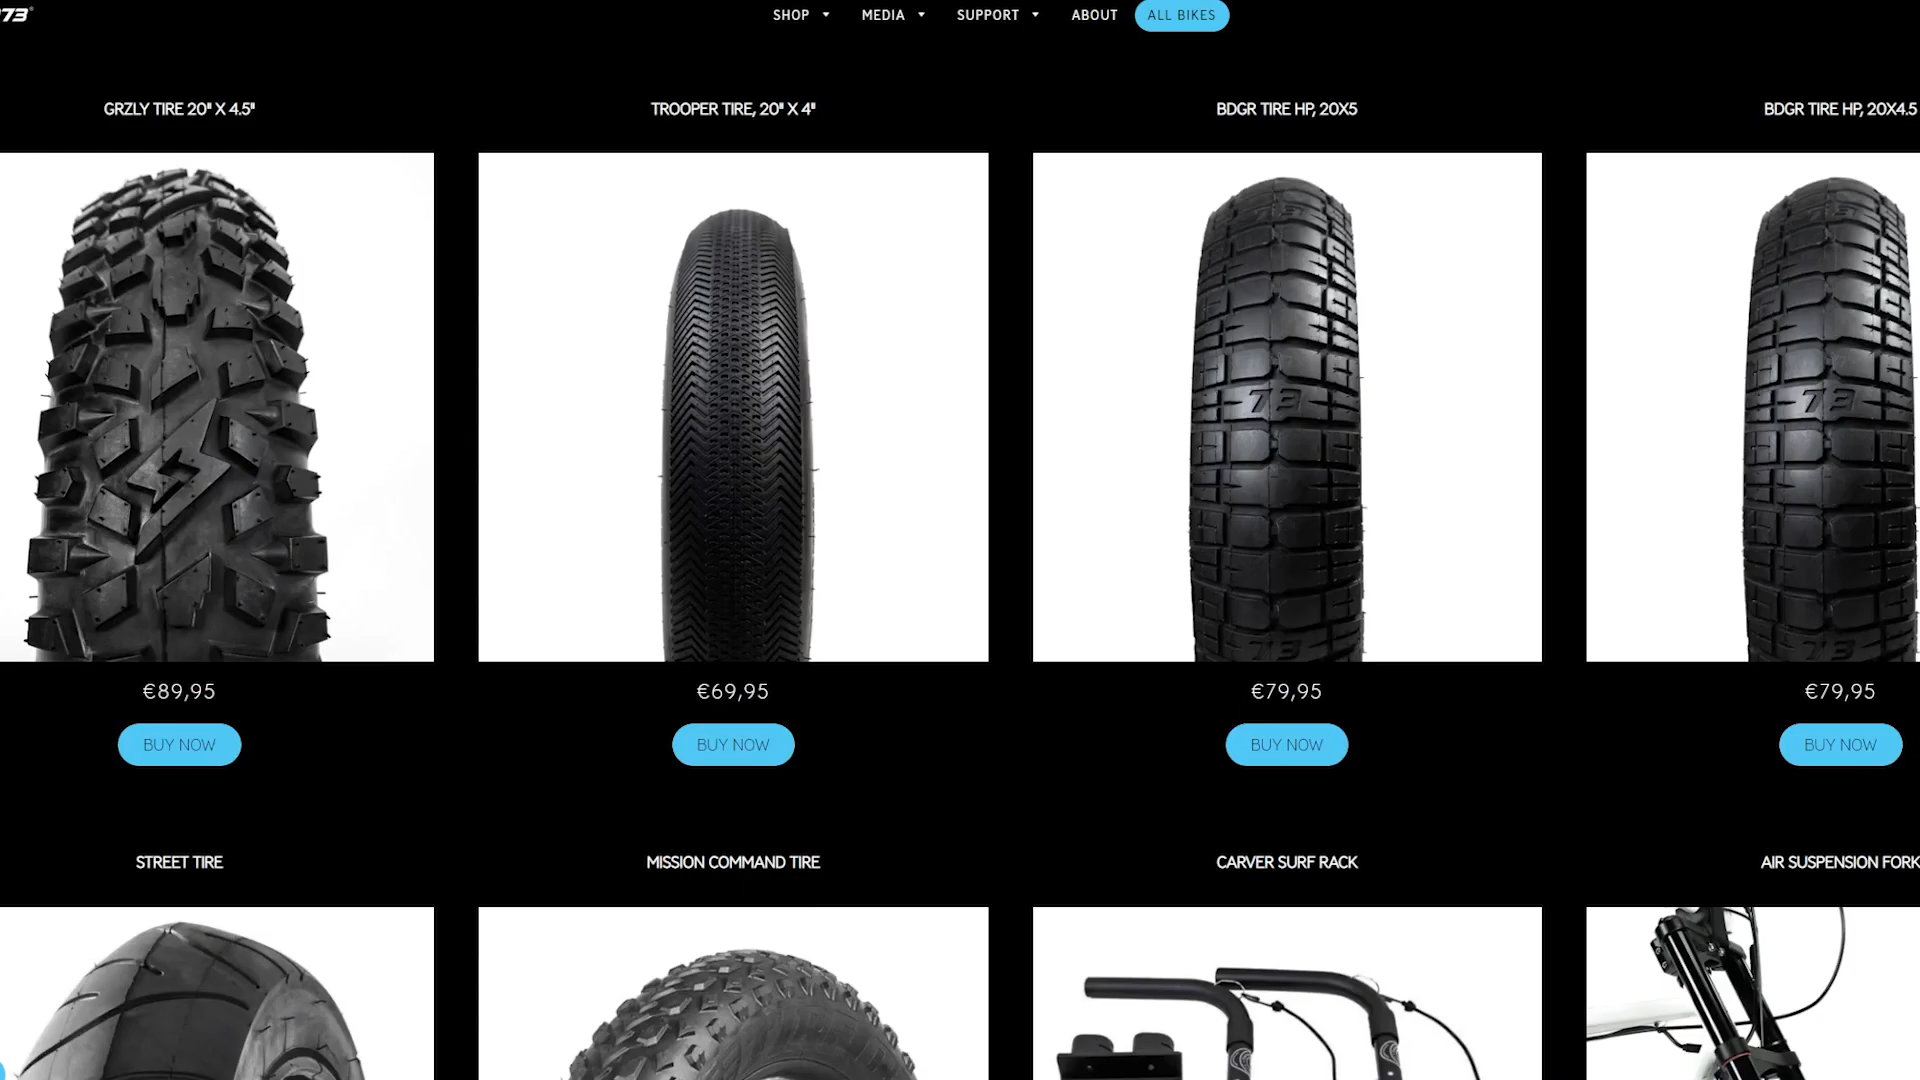 73
SHOP MEDIA SUPPORT ABOUT ALL BIKES
GRZLY TIRE 20" X 4.5" TROOPER TIRE, 20" X 4" BDGR TIRE HP, 20X5 BDGR TIRE HP, 20X4.5
73 73
€89,95 €69,95 €79,95 €79,95
BUY NOW BUY NOW BUY NOW BUY NOW
STREET TIRE MISSION COMMAND TIRE CARVER SURF RACK AIR SUSPENSION FORK